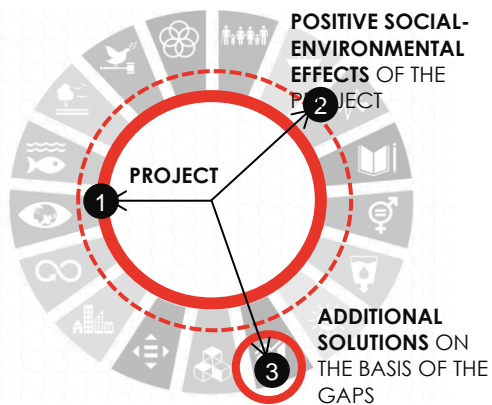 POSITIVE SOCIAL-
ENVIRONMENTAL
EFFECTS OF THE
PROJECT
2
PROJECT
1
ADDITIONAL
SOLUTIONS ON
THE BASIS OF THE
GAPS
3